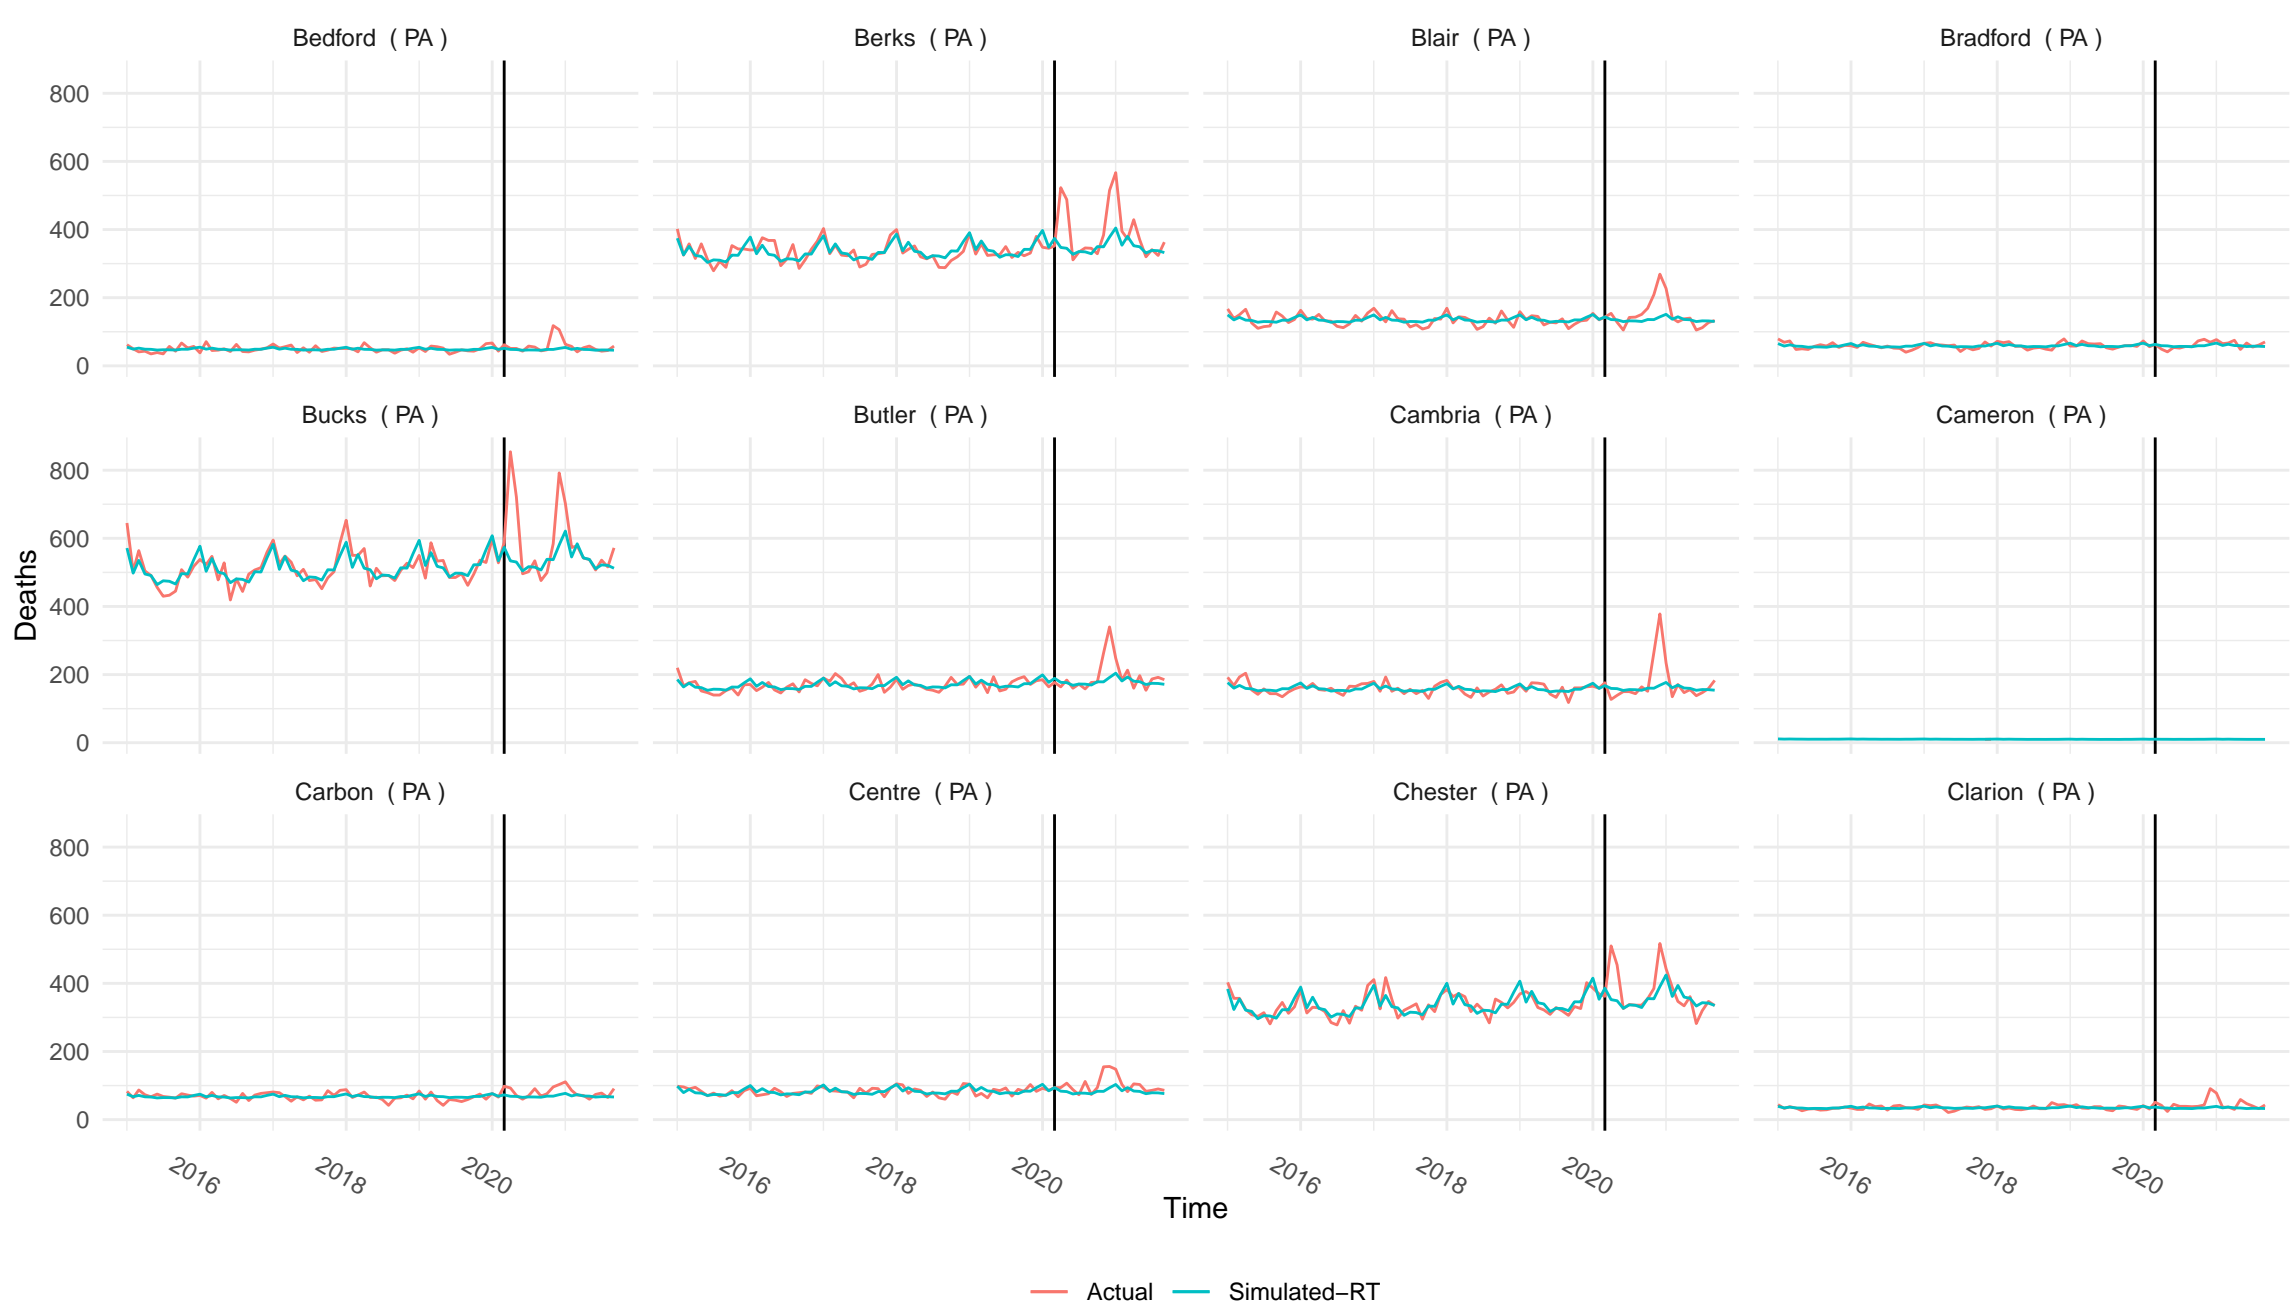 Bedford ( PA )
Berks ( PA )
Blair ( PA )
Bradford ( PA )
800
600
400
200
0
Bucks ( PA )
Butler ( PA )
Cambria ( PA )
Cameron ( PA )
800
600
400
200
0
Deaths
Carbon ( PA )
Centre ( PA )
Chester ( PA )
Clarion ( PA )
800
600
400
200
0
2016
2018
2020
2016
2018
2020
2016
2018
2020
2016
2018
2020
Time
Actual
Simulated−RT